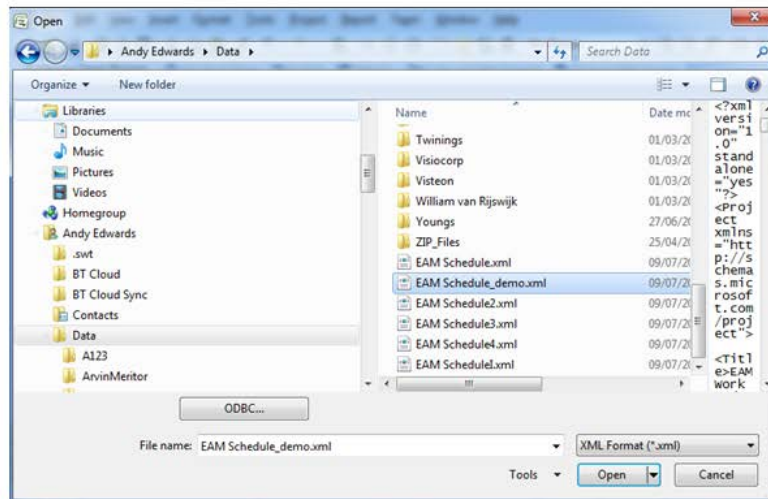 Open
Andy Edwards ▸ Data ▸
Search Data
Organize ▾ New folder
Libraries
Documents
Music
Pictures
Videos
Homegroup
Andy Edwards
.swt
BT Cloud
BT Cloud Sync
Contacts
Data
A123
ArvinMeritor
Name Date mo
Twinings 01/03/20
Visiocorp 01/03/20
Visteon 01/03/20
William van Rijswijk 01/03/20
Youngs 27/06/20
ZIP_Files 25/04/20
EAM Schedule.xml 09/07/20
EAM Schedule_demo.xml 09/07/20
EAM Schedule2.xml 09/07/20
EAM Schedule3.xml 09/07/20
EAM Schedule4.xml 09/07/20
EAM ScheduleI.xml 09/07/20
<?xml
versi
on="1
.0"
stand
alone
="yes
"?>
<Proj
ect
xmlns
="htt
p://s
chema
s.mic
rosof
t.com
/proj
ect">
<Titl
e>EAM
Work
ODBC...
File name: EAM Schedule_demo.xml XML Format (*.xml)
Tools Open Cancel